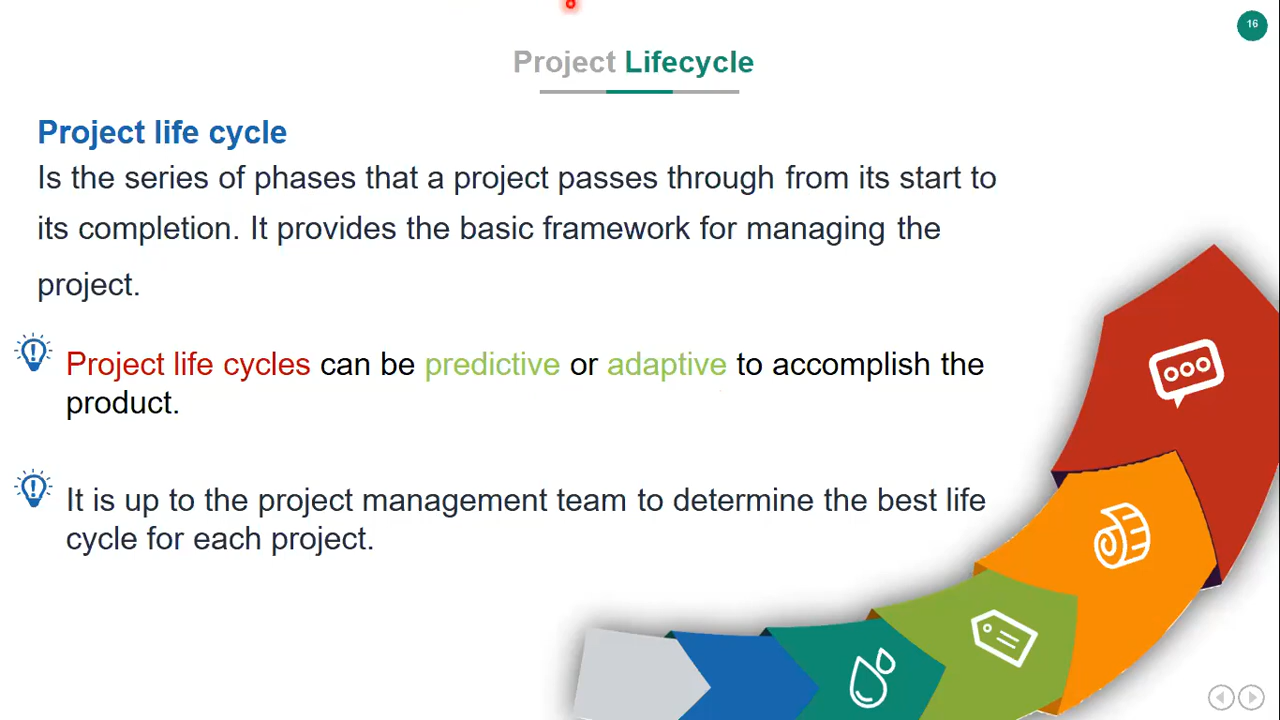 16
Project Lifecycle
Project life cycle
Is the series of phases that a project passes through from its start to
its completion. It provides the basic framework for managing the
project.
Project life cycles can be predictive or adaptive to accomplish the
product.
It is up to the project management team to determine the best life
cycle for each project.